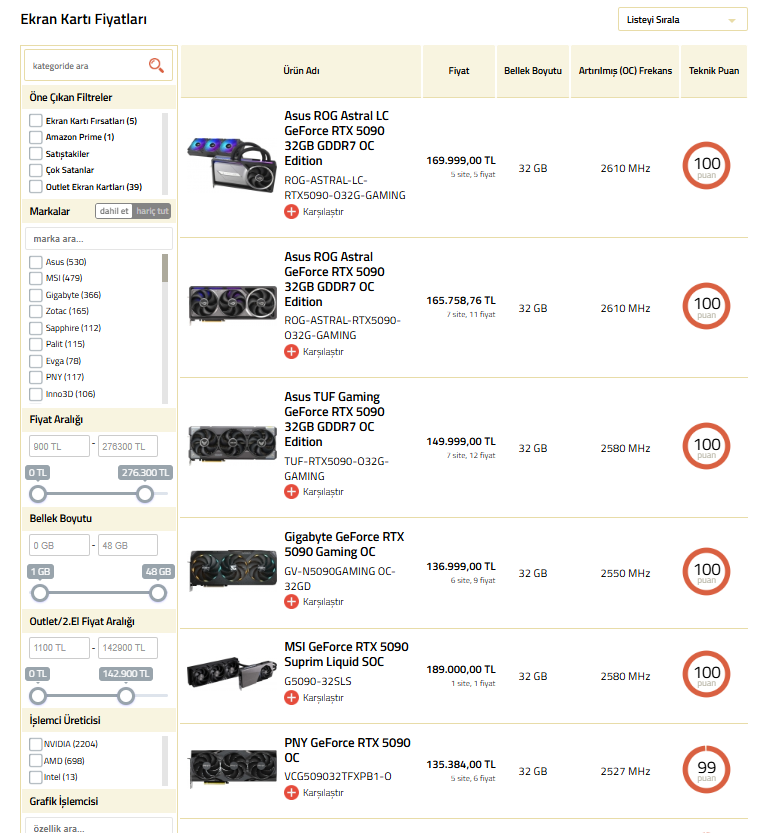 Ekran Kartı Fiyatları
Listeyi Sırala
kategoride ara
Öne Çıkan Filtreler
Ekran Kartı Fırsatları (5)
Amazon Prime (1)
Satıştakiler
Çok Satanlar
Outlet Ekran Kartları (39)
Markalar
dahil et
hariç tut
marka ara...
Asus (530)
MSI (479)
Gigabyte (366)
Zotac (165)
Sapphire (112)
Palit (115)
Evga (78)
PNY (117)
Inno3D (106)
Fiyat Aralığı
900 TL - 276300 TL
0 TL 276.300 TL
Bellek Boyutu
0 GB - 48 GB
1 GB 48 GB
Outlet/2.El Fiyat Aralığı
1100 TL - 142900 TL
0 TL 142.900 TL
İşlemci Üreticisi
NVIDIA (2204)
AMD (698)
Intel (13)
Grafik İşlemcisi
özellik ara...
Ürün Adı
Fiyat
Bellek Boyutu
Artırılmış (OC) Frekans
Teknik Puan
Asus ROG Astral LC
GeForce RTX 5090
32GB GDDR7 OC
Edition
ROG-ASTRAL-LC-
RTX5090-O32G-GAMING
Karşılaştır
169.999,00 TL
5 site, 5 fiyat
32 GB
2610 MHz
100
puan
Asus ROG Astral
GeForce RTX 5090
32GB GDDR7 OC
Edition
ROG-ASTRAL-RTX5090-
O32G-GAMING
Karşılaştır
165.758,76 TL
7 site, 11 fiyat
32 GB
2610 MHz
100
puan
Asus TUF Gaming
GeForce RTX 5090
32GB GDDR7 OC
Edition
TUF-RTX5090-O32G-
GAMING
Karşılaştır
149.999,00 TL
7 site, 12 fiyat
32 GB
2580 MHz
100
puan
Gigabyte GeForce RTX
5090 Gaming OC
GV-N5090GAMING OC-
32GD
Karşılaştır
136.999,00 TL
6 site, 9 fiyat
32 GB
2550 MHz
100
puan
MSI GeForce RTX 5090
Suprim Liquid SOC
G5090-32SLS
Karşılaştır
189.000,00 TL
1 site, 1 fiyat
32 GB
2580 MHz
100
puan
PNY GeForce RTX 5090
OC
VCG509032TFXPB1-O
Karşılaştır
135.384,00 TL
5 site, 6 fiyat
32 GB
2527 MHz
99
puan